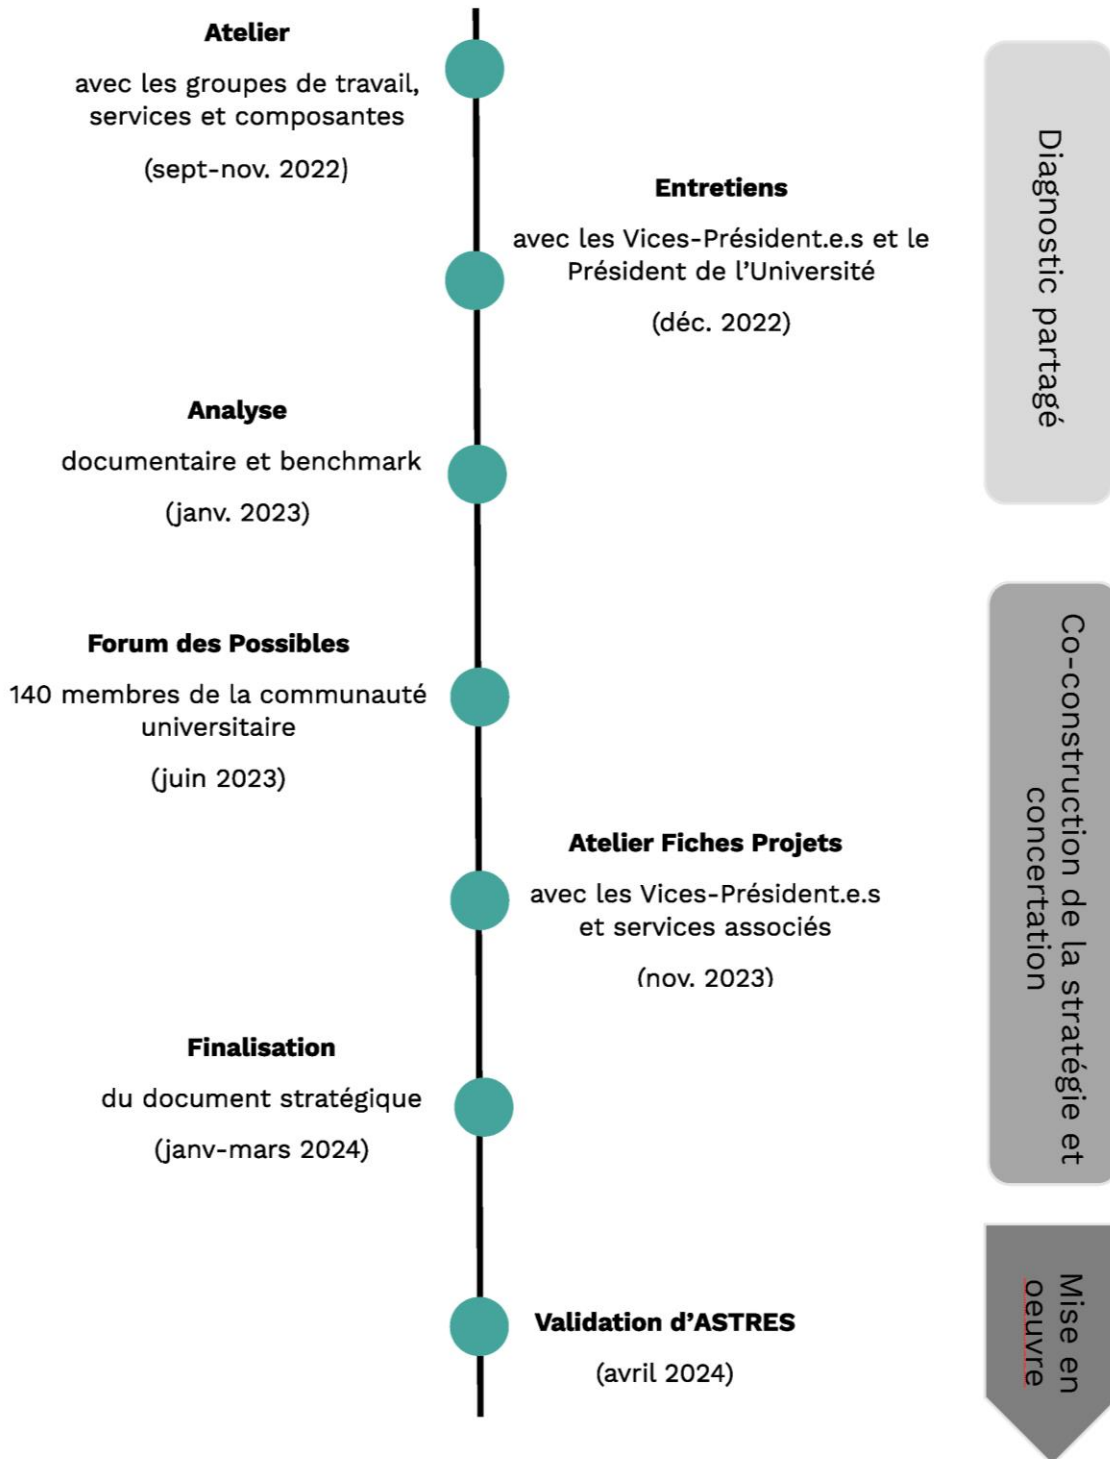 Atelier
avec les groupes de travail,
services et composantes
(sept-nov. 2022)
Entretiens
avec les Vices-Président.e.s et le
Président de l'Université
(déc. 2022)
Analyse
documentaire et benchmark
(janv. 2023)
Diagnostic partagé
Forum des Possibles
140 membres de la communauté
universitaire
(juin 2023)
Atelier Fiches Projets
avec les Vices-Président.e.s
et services associés
(nov. 2023)
Finalisation
du document stratégique
(janv-mars 2024)
Co-construction de la stratégie et
concertation
Validation d'ASTRES
(avril 2024)
Mise en
oeuvre